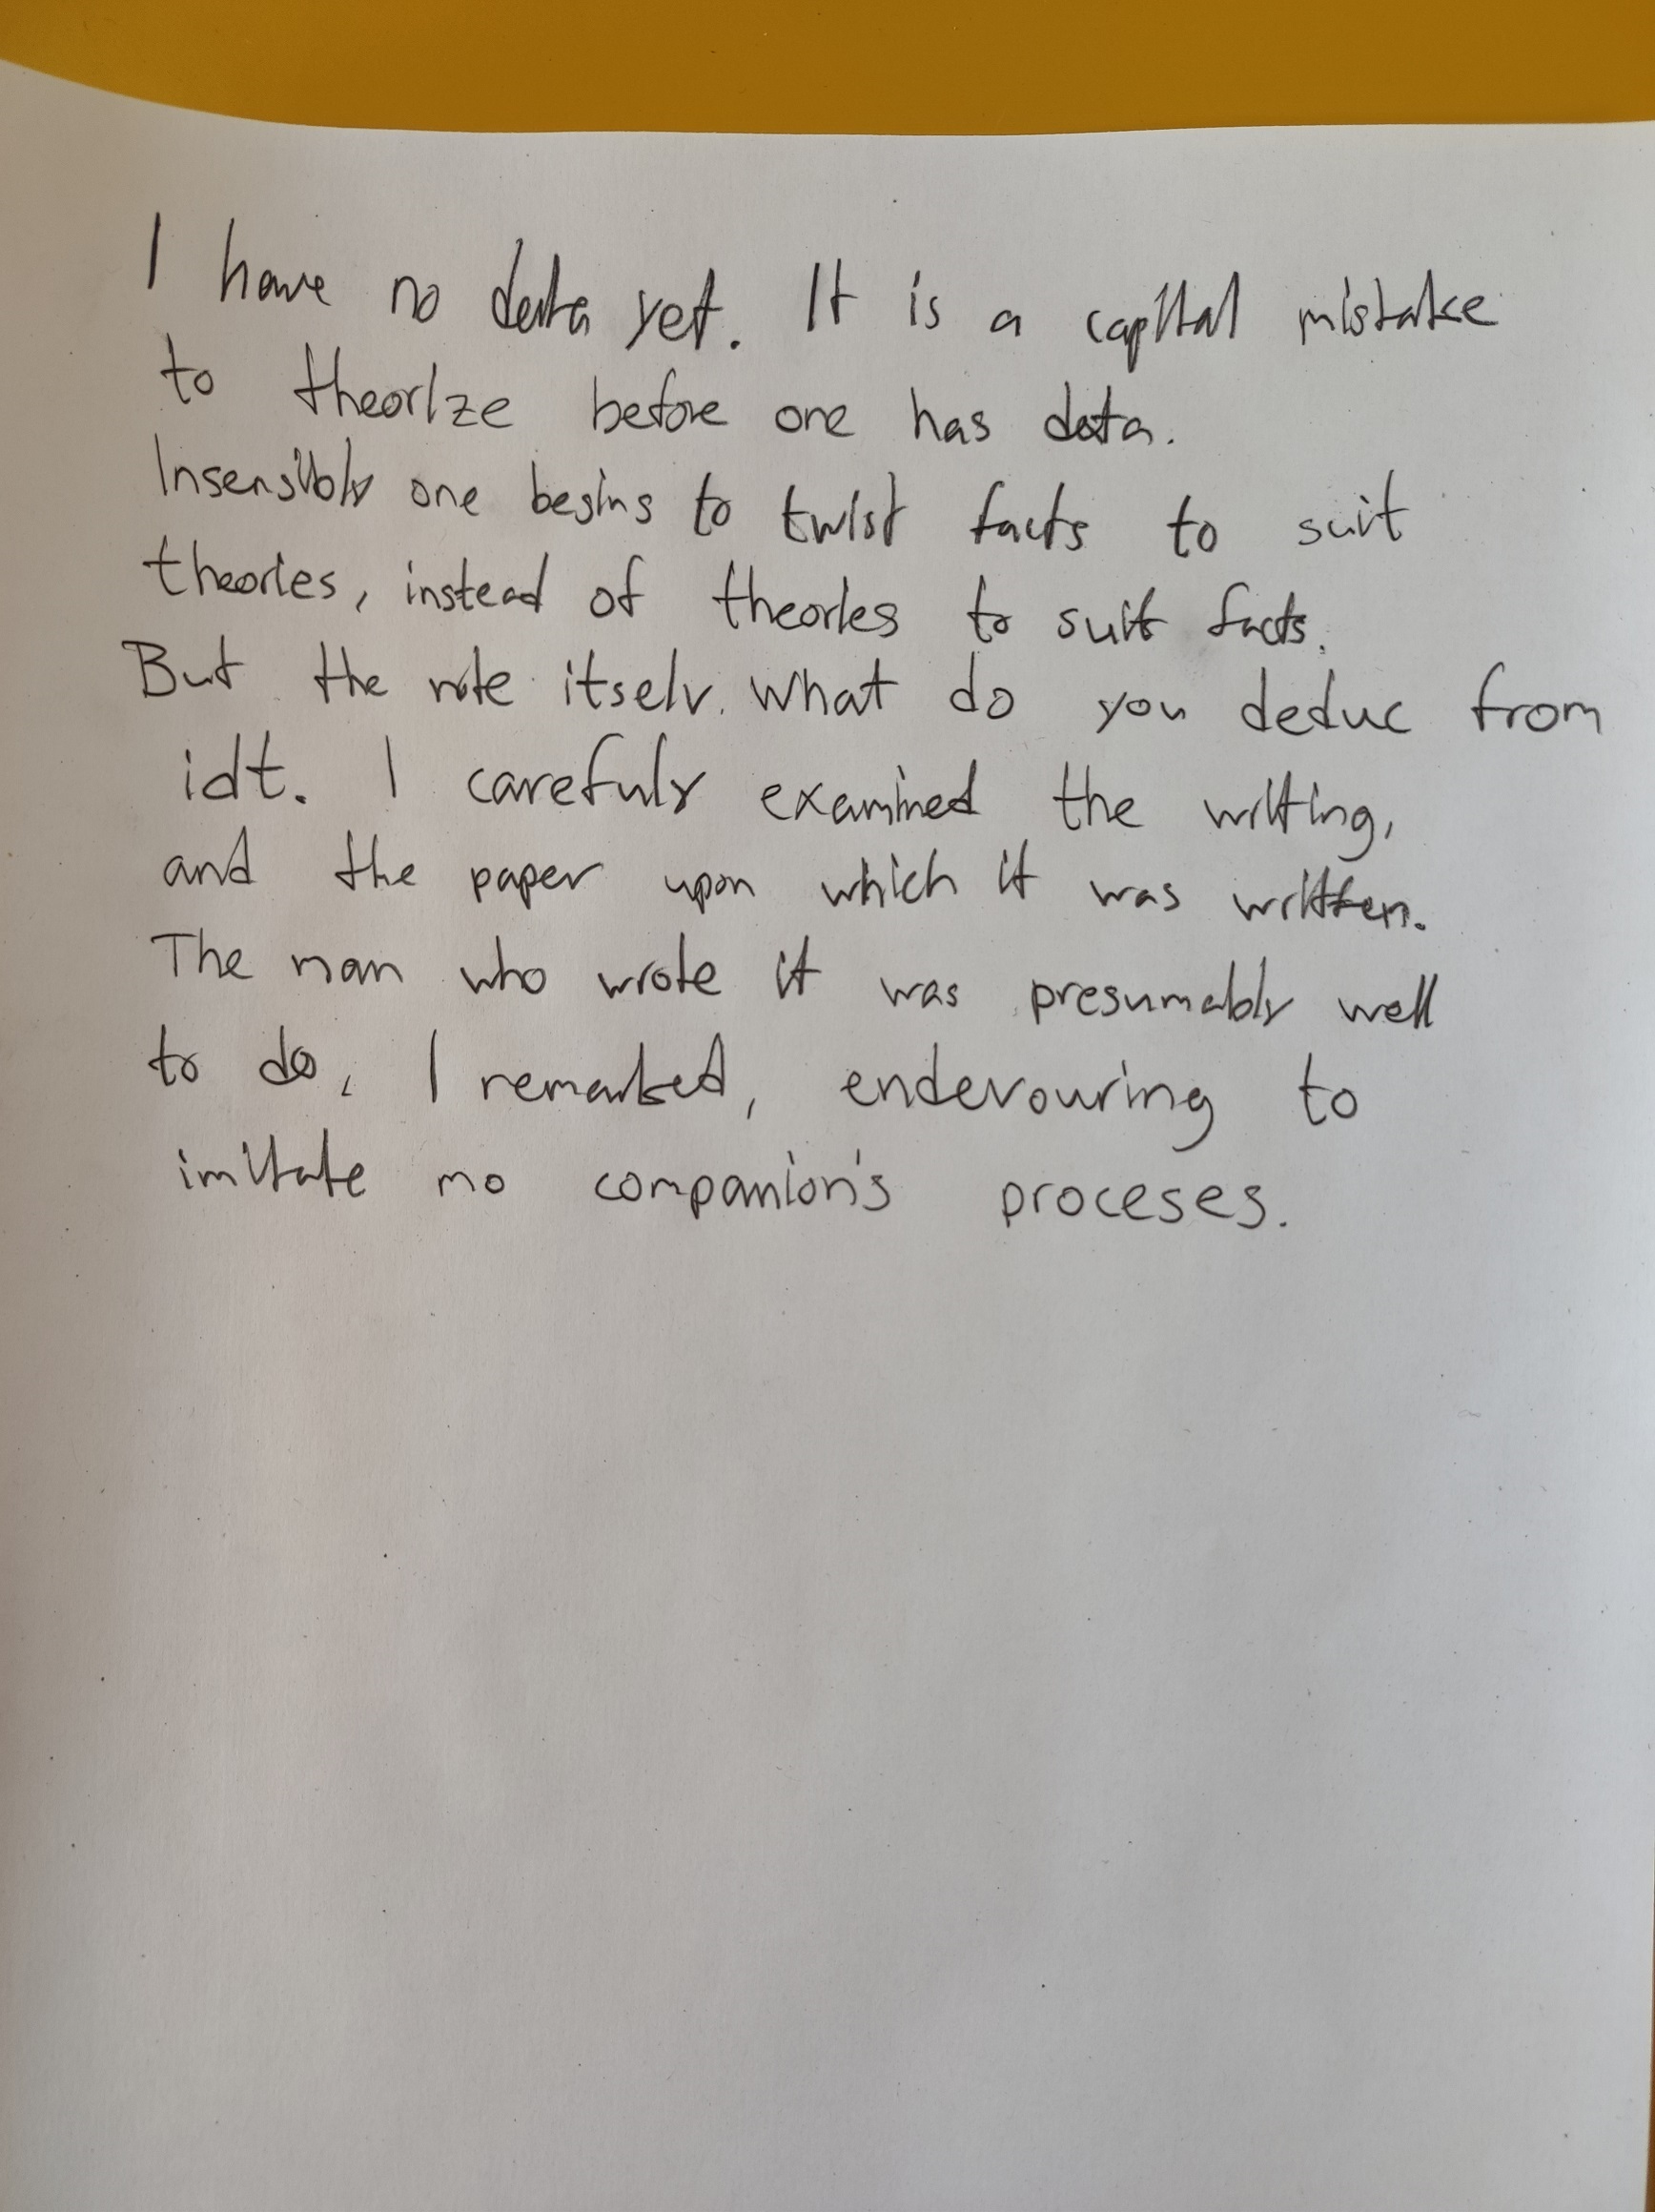 I have no data yet. It is a capital mistake
to theorize before one has data.
Insensibly one begins to twist facts to suit
theories, instead of theories to suit facts.
But the note itselv. What do you deduc from
idt. I carefuly examined the writing,
and the paper upon which it was written.
The man who wrote it was presumably well
to do, I remarked, endevouring to
imitate mo companion's proceses.